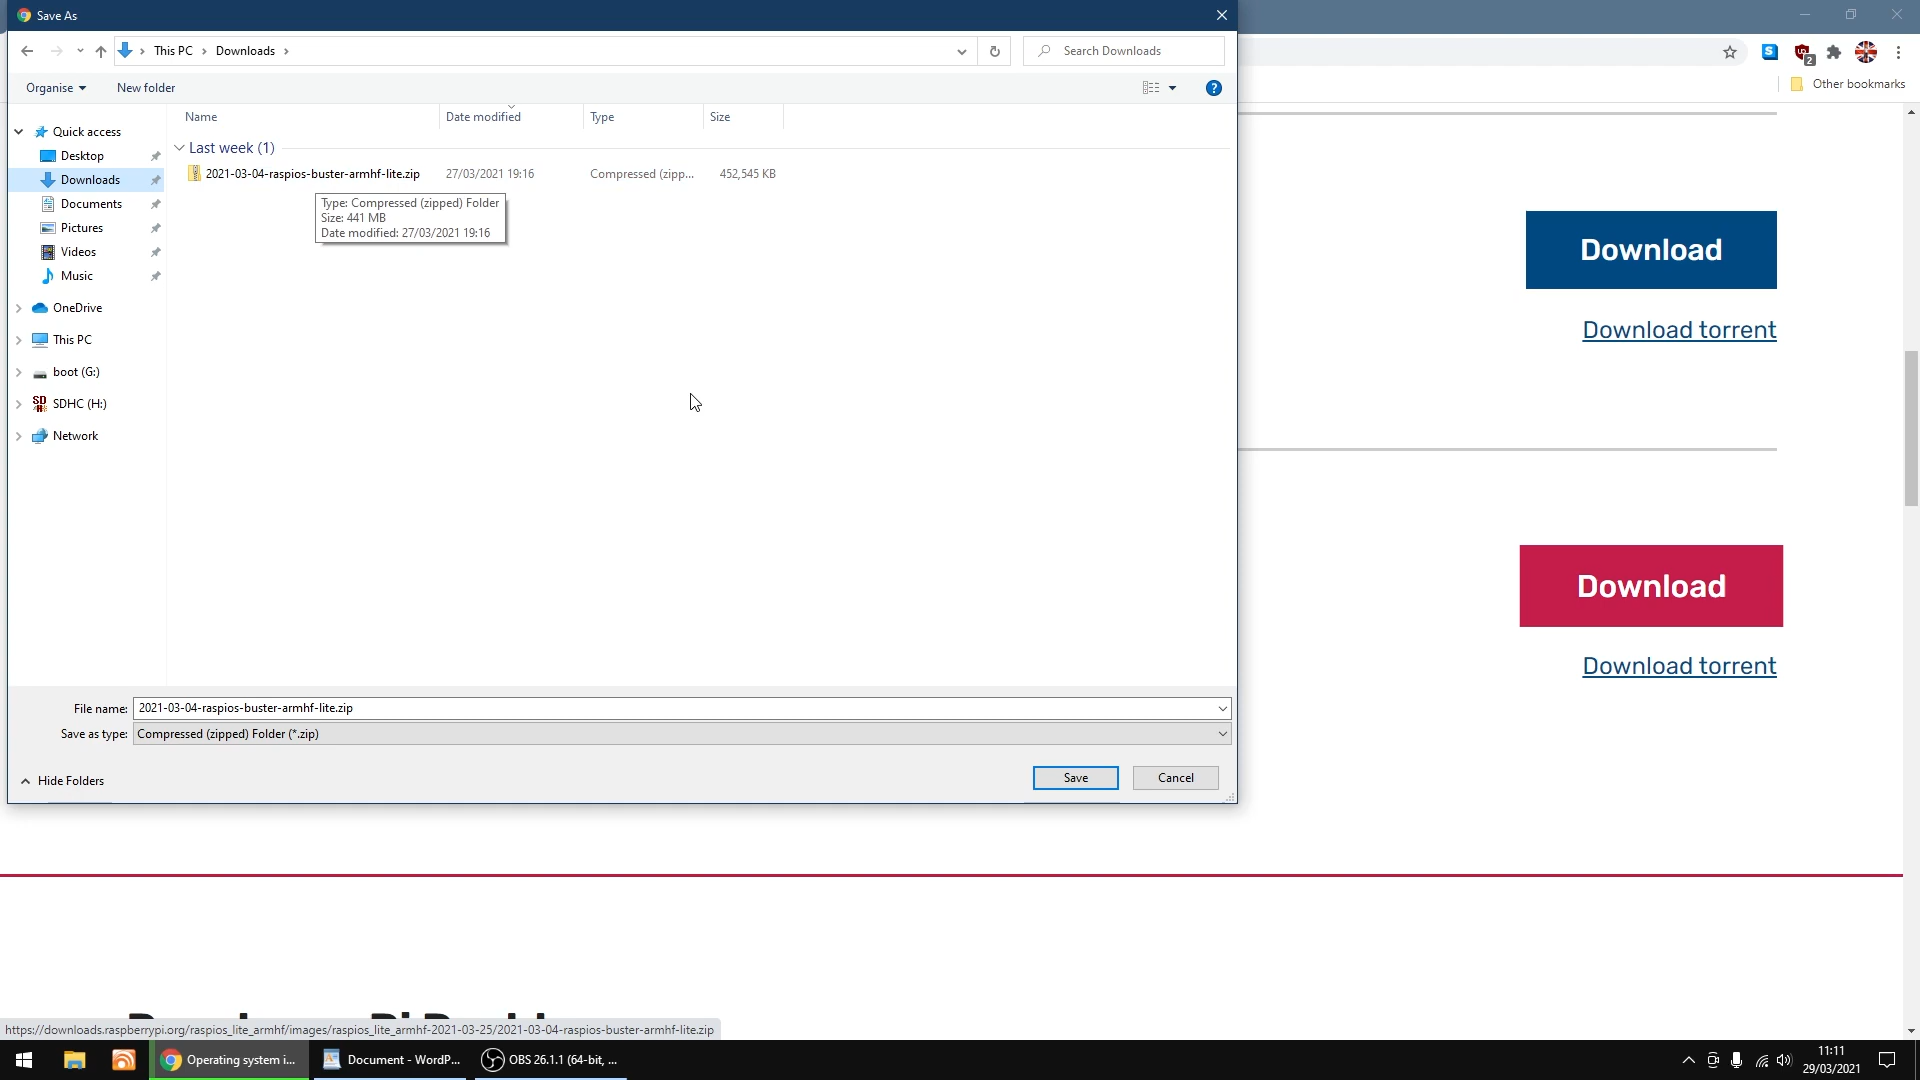 Save As
This PC
Downloads
Search Downloads
Organise
New folder
Name
Date modified
Type
Size
Quick access
Desktop
Downloads
Documents
Pictures
Videos
Music
OneDrive
This PC
boot (G:)
SDHC (H:)
Network
Last week (1)
2021-03-04-raspios-buster-armhf-lite.zip
27/03/2021 19:16
Compressed (zipp...
452,545 KB
Type: Compressed (zipped) Folder
Size: 441 MB
Date modified: 27/03/2021 19:16
File name:
2021-03-04-raspios-buster-armhf-lite.zip
Save as type:
Compressed (zipped) Folder (*.zip)
Hide Folders
Save
Cancel
2
Other bookmarks
Download
Download torrent
Download
Download torrent
https://downloads.raspberrypi.org/raspios_lite_armhf/images/raspios_lite_armhf-2021-03-25/2021-03-04-raspios-buster-armhf-lite.zip
Operating system i...
Document - WordP...
OBS 26.1.1 (64-bit, ...
11:11
29/03/2021